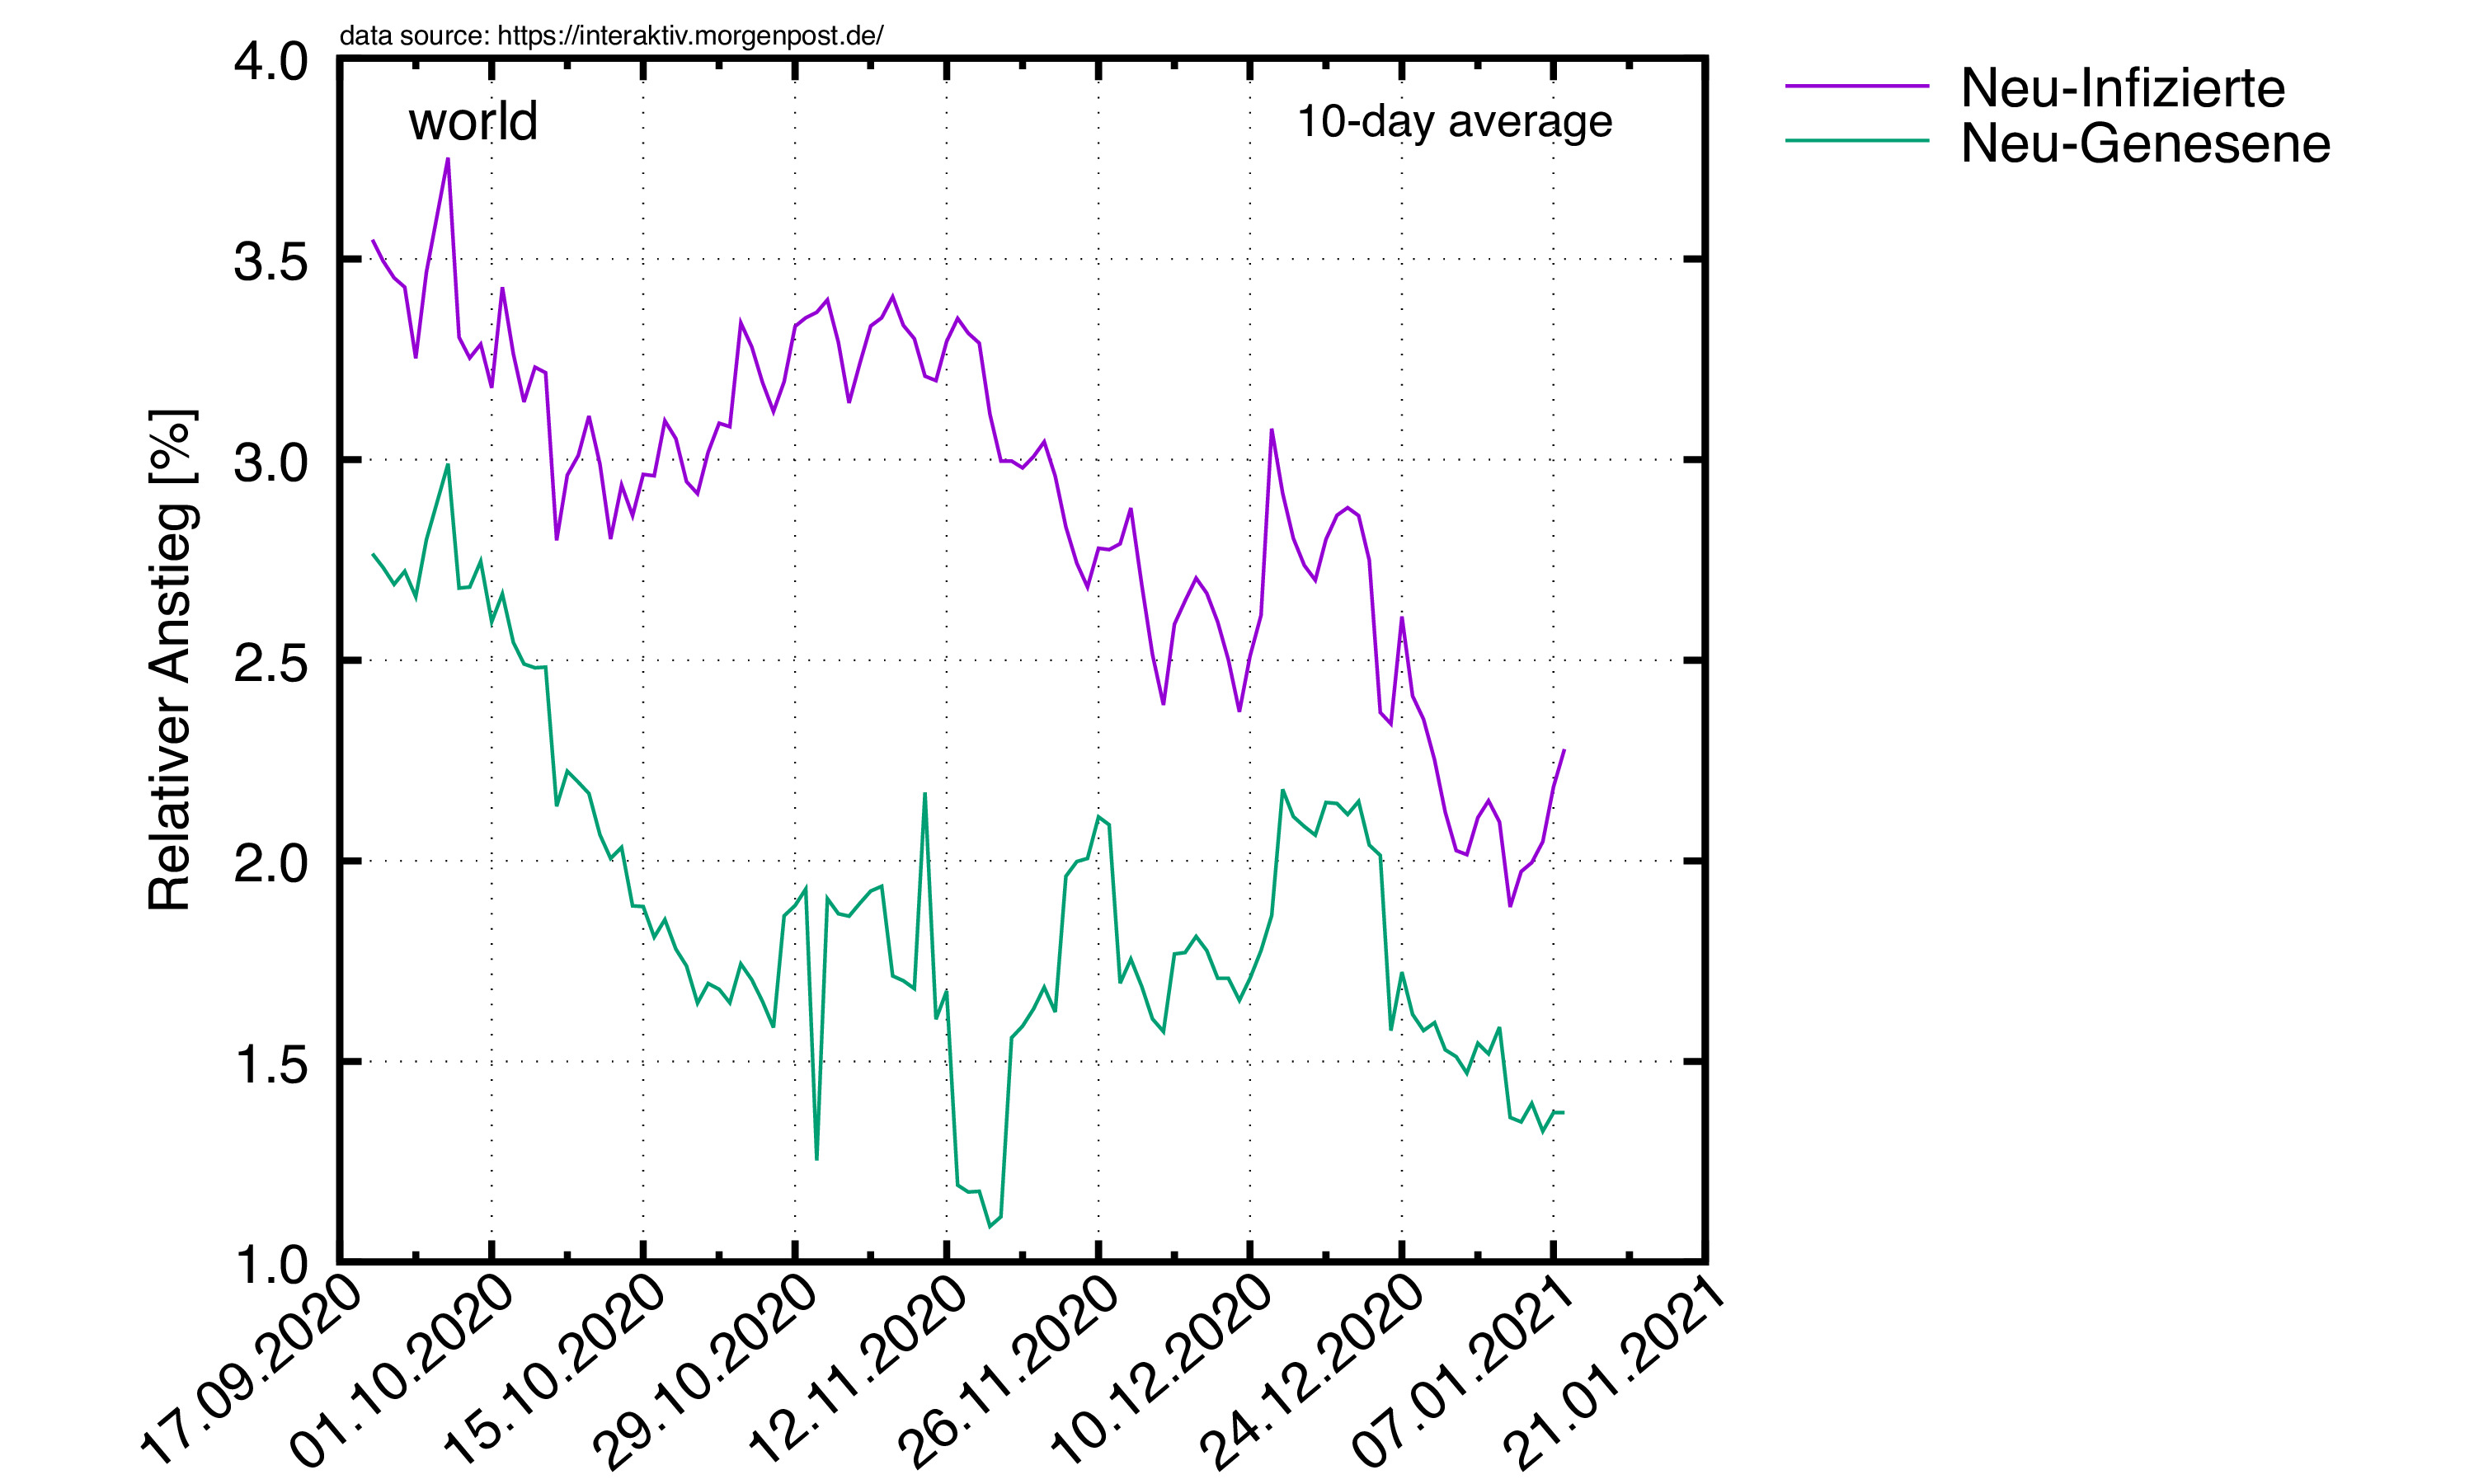 data source: https://interaktiv.morgenpost.de/
world
10-day average
Neu-Infizierte
Neu-Genesene
Relativer Anstieg [%]
4.0
3.5
3.0
2.5
2.0
1.5
1.0
17.09.2020
01.10.2020
15.10.2020
29.10.2020
12.11.2020
26.11.2020
10.12.2020
24.12.2020
07.01.2021
21.01.2021